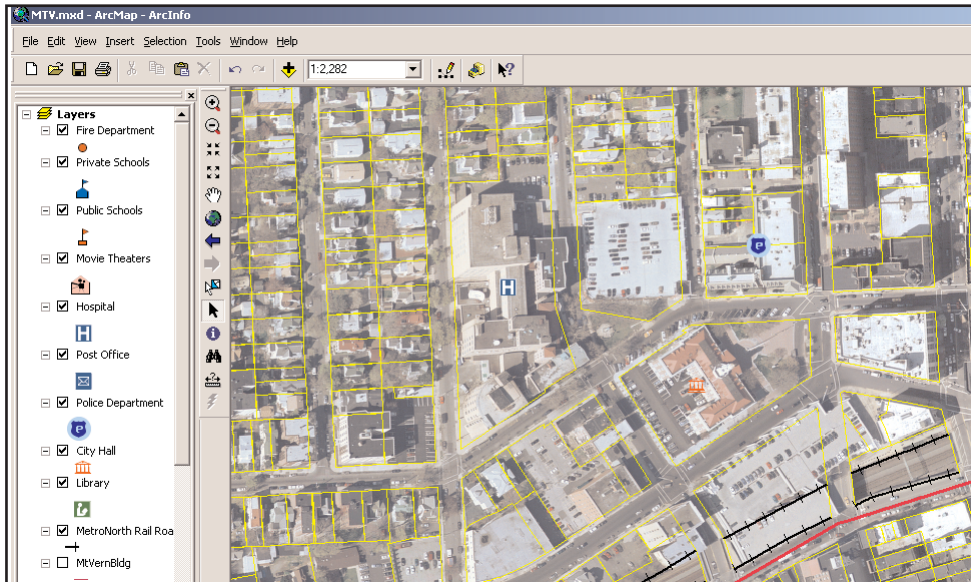 MTV.mxd - ArcMap - ArcInfo
File Edit View Insert Selection Tools Window Help
1:2,282
Layers
Fire Department
Private Schools
Public Schools
Movie Theaters
Hospital
H
Post Office
Police Department
City Hall
Library
MetroNorth Rail Roa
MtVernBldg
H